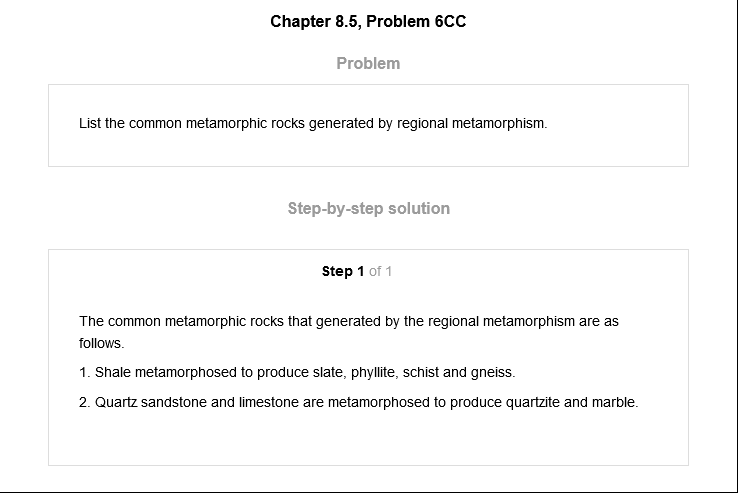 Chapter 8.5, Problem 6CC
Problem
List the common metamorphic rocks generated by regional metamorphism.
Step-by-step solution
Step 1 of 1
The common metamorphic rocks that generated by the regional metamorphism are as
follows.
1. Shale metamorphosed to produce slate, phyllite, schist and gneiss.
2. Quartz sandstone and limestone are metamorphosed to produce quartzite and marble.